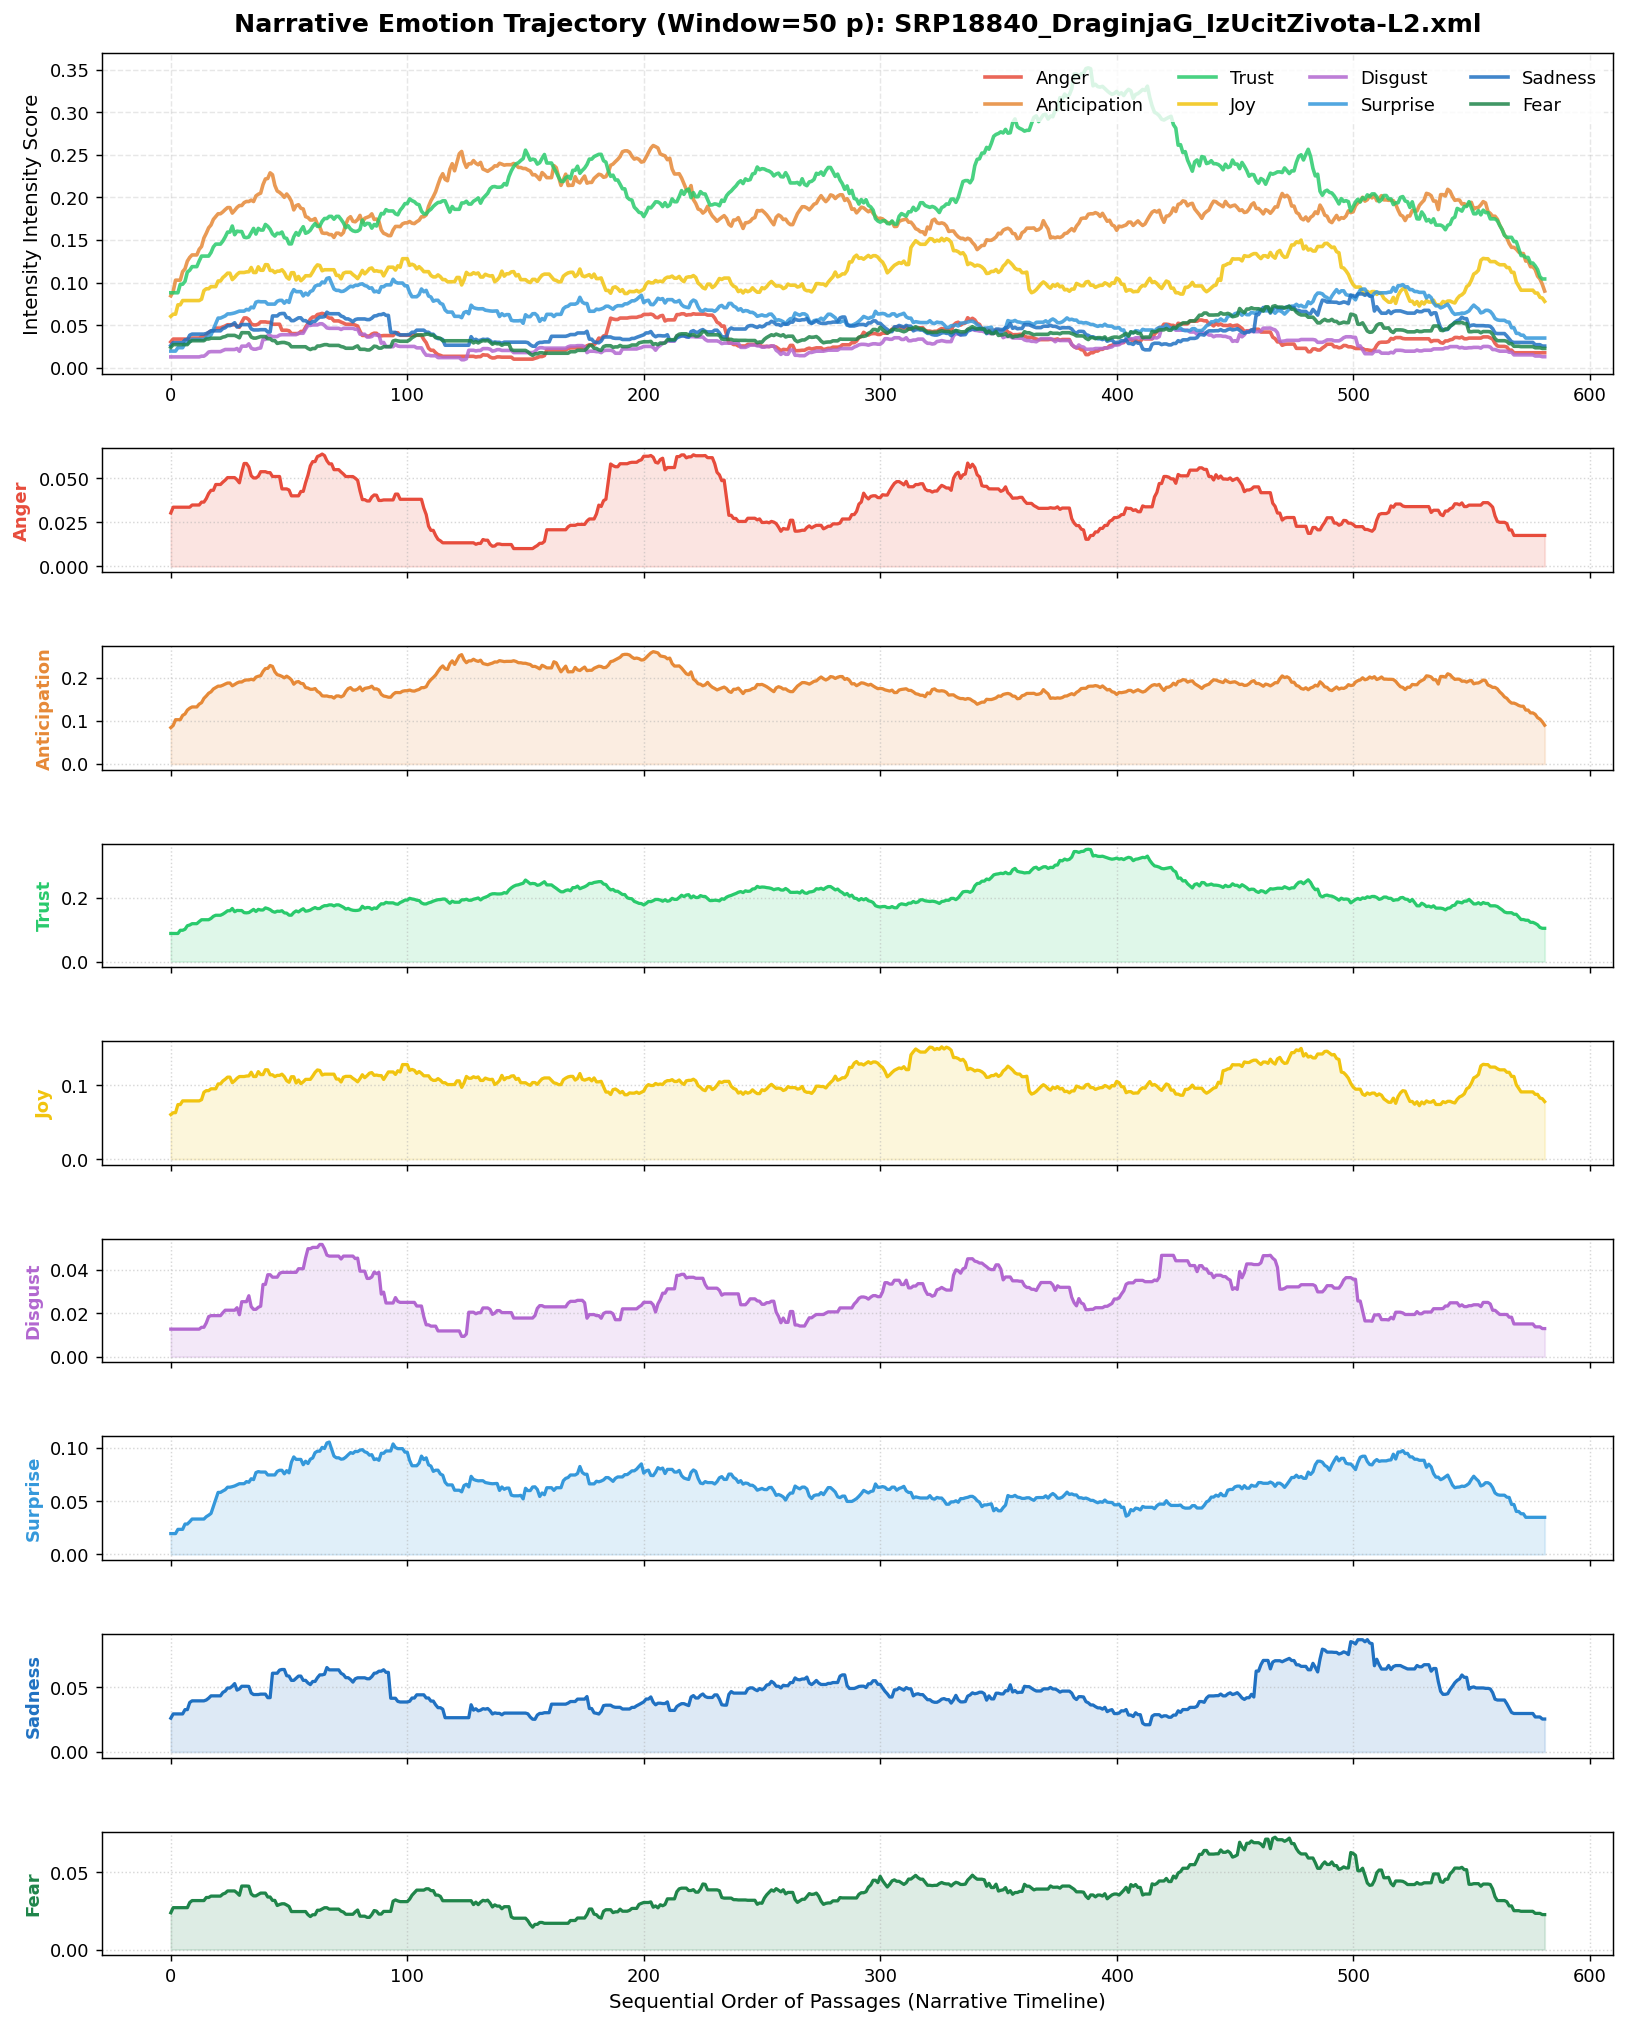 Narrative Emotion Trajectory (Window=50 p): SRP18840_DraginjaG_IzUcitZivota-L2.xml
Intensity Intensity Score
0.35
0.30
0.25
0.20
0.15
0.10
0.05
0.00
Anger Trust Disgust Sadness
Anticipation Joy Surprise Fear
0 100 200 300 400 500 600
Anger
0.050
0.025
0.000
Anticipation
0.2
0.1
0.0
Trust
0.2
0.0
Joy
0.1
0.0
Disgust
0.04
0.02
0.00
Surprise
0.10
0.05
0.00
Sadness
0.05
0.00
Fear
0.05
0.00
0 100 200 300 400 500 600
Sequential Order of Passages (Narrative Timeline)